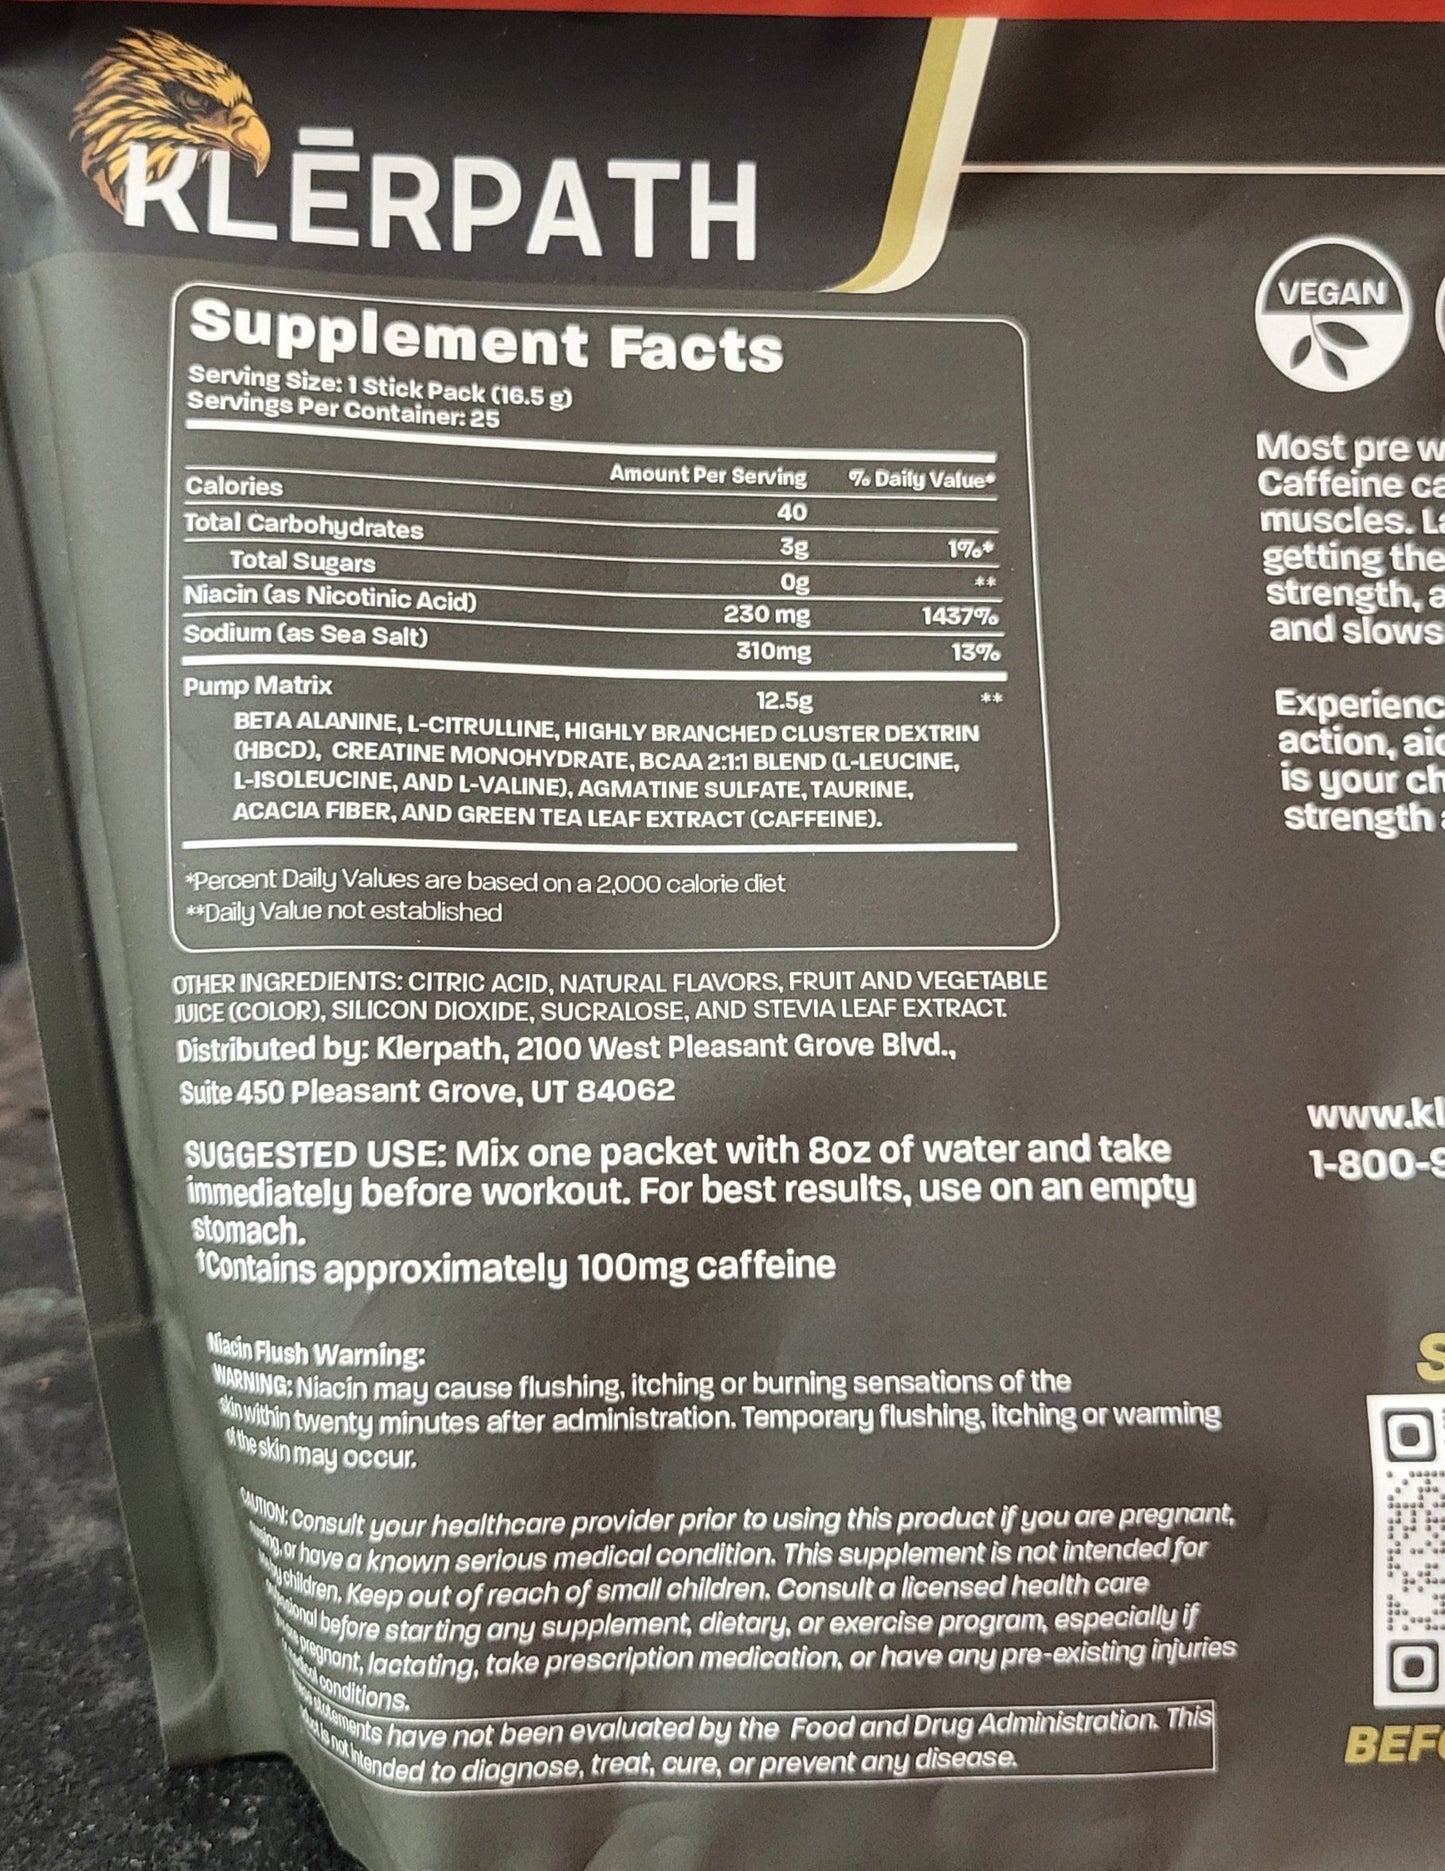 KLĒRPATH
Supplement Facts
Serving Size: 1 Stick Pack (16.5 g)
Servings Per Container: 25
Amount Per Serving % Daily Value*
Calories 40
Total Carbohydrates 3g 1%*
Total Sugars 0g **
Niacin (as Nicotinic Acid) 230 mg 1437%
Sodium (as Sea Salt) 310mg 13%
Pump Matrix 12.5g **
BETA ALANINE, L-CITRULLINE, HIGHLY BRANCHED CLUSTER DEXTRIN
(HBCD), CREATINE MONOHYDRATE, BCAA 2:1:1 BLEND (L-LEUCINE,
L-ISOLEUCINE, AND L-VALINE), AGMATINE SULFATE, TAURINE,
ACACIA FIBER, AND GREEN TEA LEAF EXTRACT (CAFFEINE).
*Percent Daily Values are based on a 2,000 calorie diet
**Daily Value not established
OTHER INGREDIENTS: CITRIC ACID, NATURAL FLAVORS, FRUIT AND VEGETABLE
JUICE (COLOR), SILICON DIOXIDE, SUCRALOSE, AND STEVIA LEAF EXTRACT.
Distributed by: Klerpath, 2100 West Pleasant Grove Blvd.,
Suite 450 Pleasant Grove, UT 84062
SUGGESTED USE: Mix one packet with 8oz of water and take
immediately before workout. For best results, use on an empty
stomach.
†Contains approximately 100mg caffeine
Niacin Flush Warning:
WARNING: Niacin may cause flushing, itching or burning sensations of the
skin within twenty minutes after administration. Temporary flushing, itching or warming
of the skin may occur.
CAUTION: Consult your healthcare provider prior to using this product if you are pregnant,
nursing, or have a known serious medical condition. This supplement is not intended for
children. Keep out of reach of small children. Consult a licensed health care
before starting any supplement, dietary, or exercise program, especially if
pregnant, lactating, take prescription medication, or have any pre-existing injuries
conditions.
statements have not been evaluated by the Food and Drug Administration. This
is not intended to diagnose, treat, cure, or prevent any disease.
VEGAN
Most pre w
Caffeine ca
muscles. La
getting the
strength, a
and slows
Experienc
action, aid
is your ch
strength
www.kl
1-800-9
S
BEFO